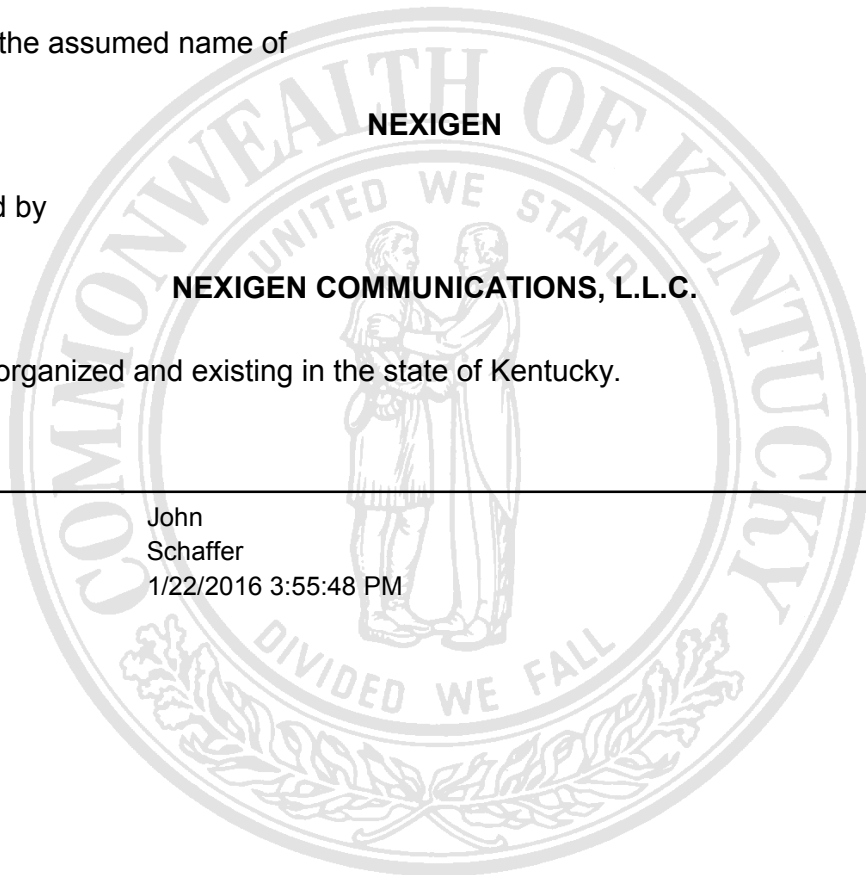 the assumed name of
NEXIGEN
d by
NEXIGEN COMMUNICATIONS, L.L.C.
organized and existing in the state of Kentucky.
John
Schaffer
1/22/2016 3:55:48 PM
COMMONWEALTH OF KENTUCKY
UNITED WE STAND
DIVIDED WE FALL